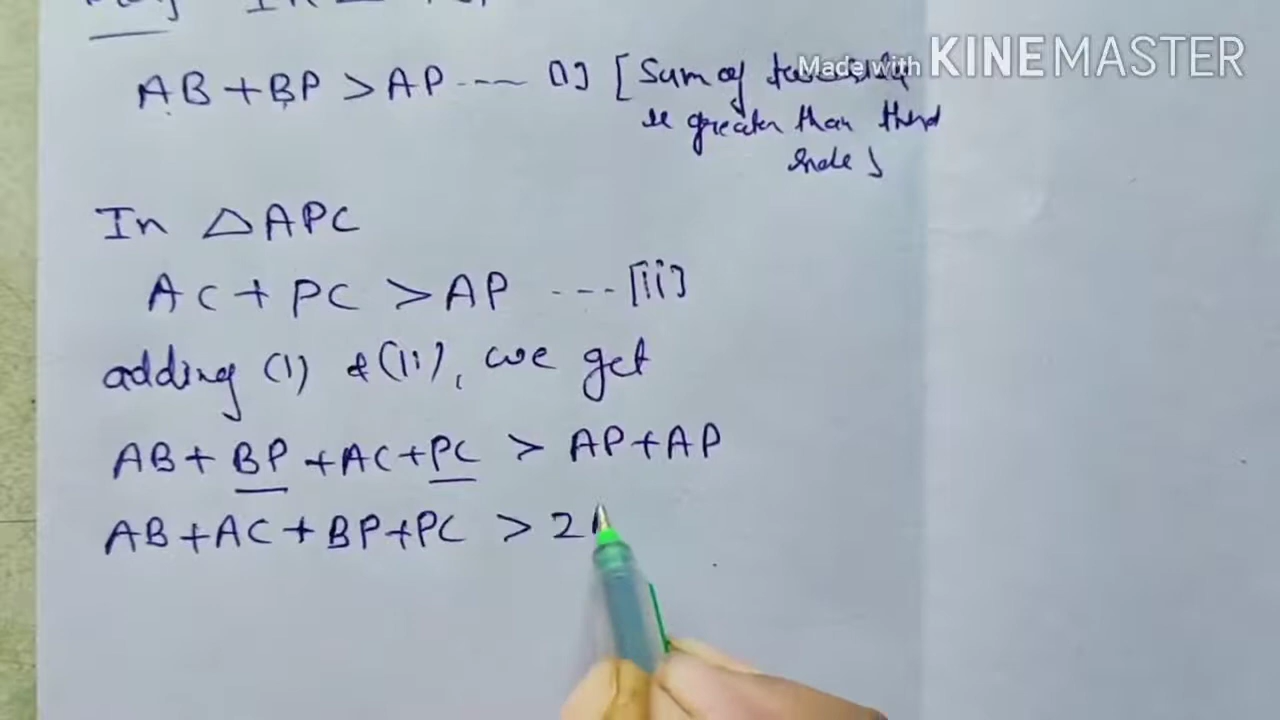 In △
AB + BP > AP ---- [i] [Sum of
is greater than third
side]
Made with KINEMASTER
In △APC
AC + PC > AP ---- [ii]
adding (i) & (ii), we get
AB + BP + AC + PC > AP + AP
AB + AC + BP + PC > 2